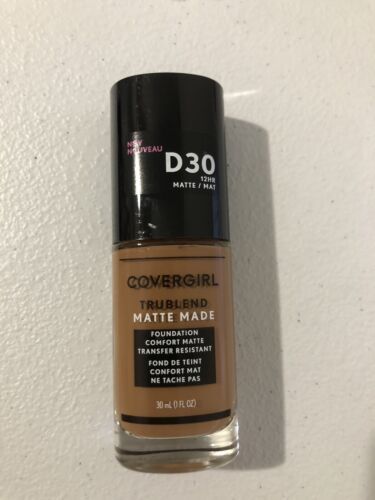 NEW
NOUVEAU
D30
12HR
MATTE / MAT
COVERGIRL
TRUBLEND
MATTE MADE
FOUNDATION
COMFORT MATTE
TRANSFER RESISTANT
FOND DE TEINT
CONFORT MAT
NE TACHE PAS
30 mL (1 FL OZ)